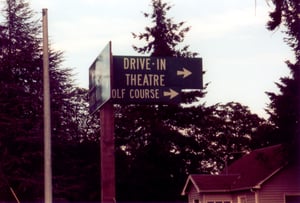 DRIVE-IN
THEATRE
OLF COURSE